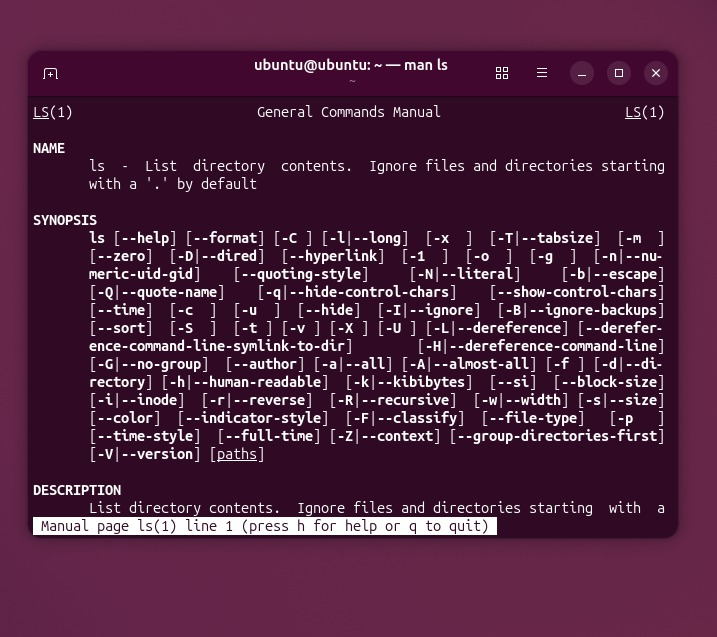 ubuntu@ubuntu: ~ — man ls
~
LS(1) General Commands Manual LS(1)
NAME
ls - List directory contents. Ignore files and directories starting
with a '.' by default
SYNOPSIS
ls [--help] [--format] [-C ] [-l|--long] [-x ] [-T|--tabsize] [-m ]
[--zero] [-D|--dired] [--hyperlink] [-1 ] [-o ] [-g ] [-n|--nu-
meric-uid-gid] [--quoting-style] [-N|--literal] [-b|--escape]
[-Q|--quote-name] [-q|--hide-control-chars] [--show-control-chars]
[--time] [-c ] [-u ] [--hide] [-I|--ignore] [-B|--ignore-backups]
[--sort] [-S ] [-t ] [-v ] [-X ] [-U ] [-L|--dereference] [--derefer-
ence-command-line-symlink-to-dir] [-H|--dereference-command-line]
[-G|--no-group] [--author] [-a|--all] [-A|--almost-all] [-f ] [-d|--di-
rectory] [-h|--human-readable] [-k|--kibibytes] [--si] [--block-size]
[-i|--inode] [-r|--reverse] [-R|--recursive] [-w|--width] [-s|--size]
[--color] [--indicator-style] [-F|--classify] [--file-type] [-p ]
[--time-style] [--full-time] [-Z|--context] [--group-directories-first]
[-V|--version] [paths]
DESCRIPTION
List directory contents. Ignore files and directories starting with a
Manual page ls(1) line 1 (press h for help or q to quit)